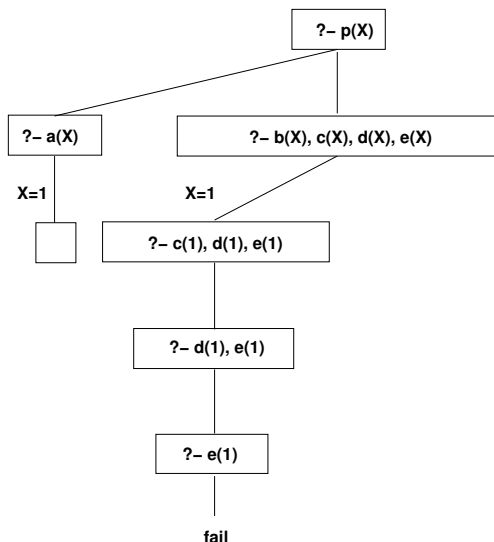 ?– p(X)
?– a(X)
?– b(X), c(X), d(X), e(X)
X=1
X=1
?– c(1), d(1), e(1)
?– d(1), e(1)
?– e(1)
fail